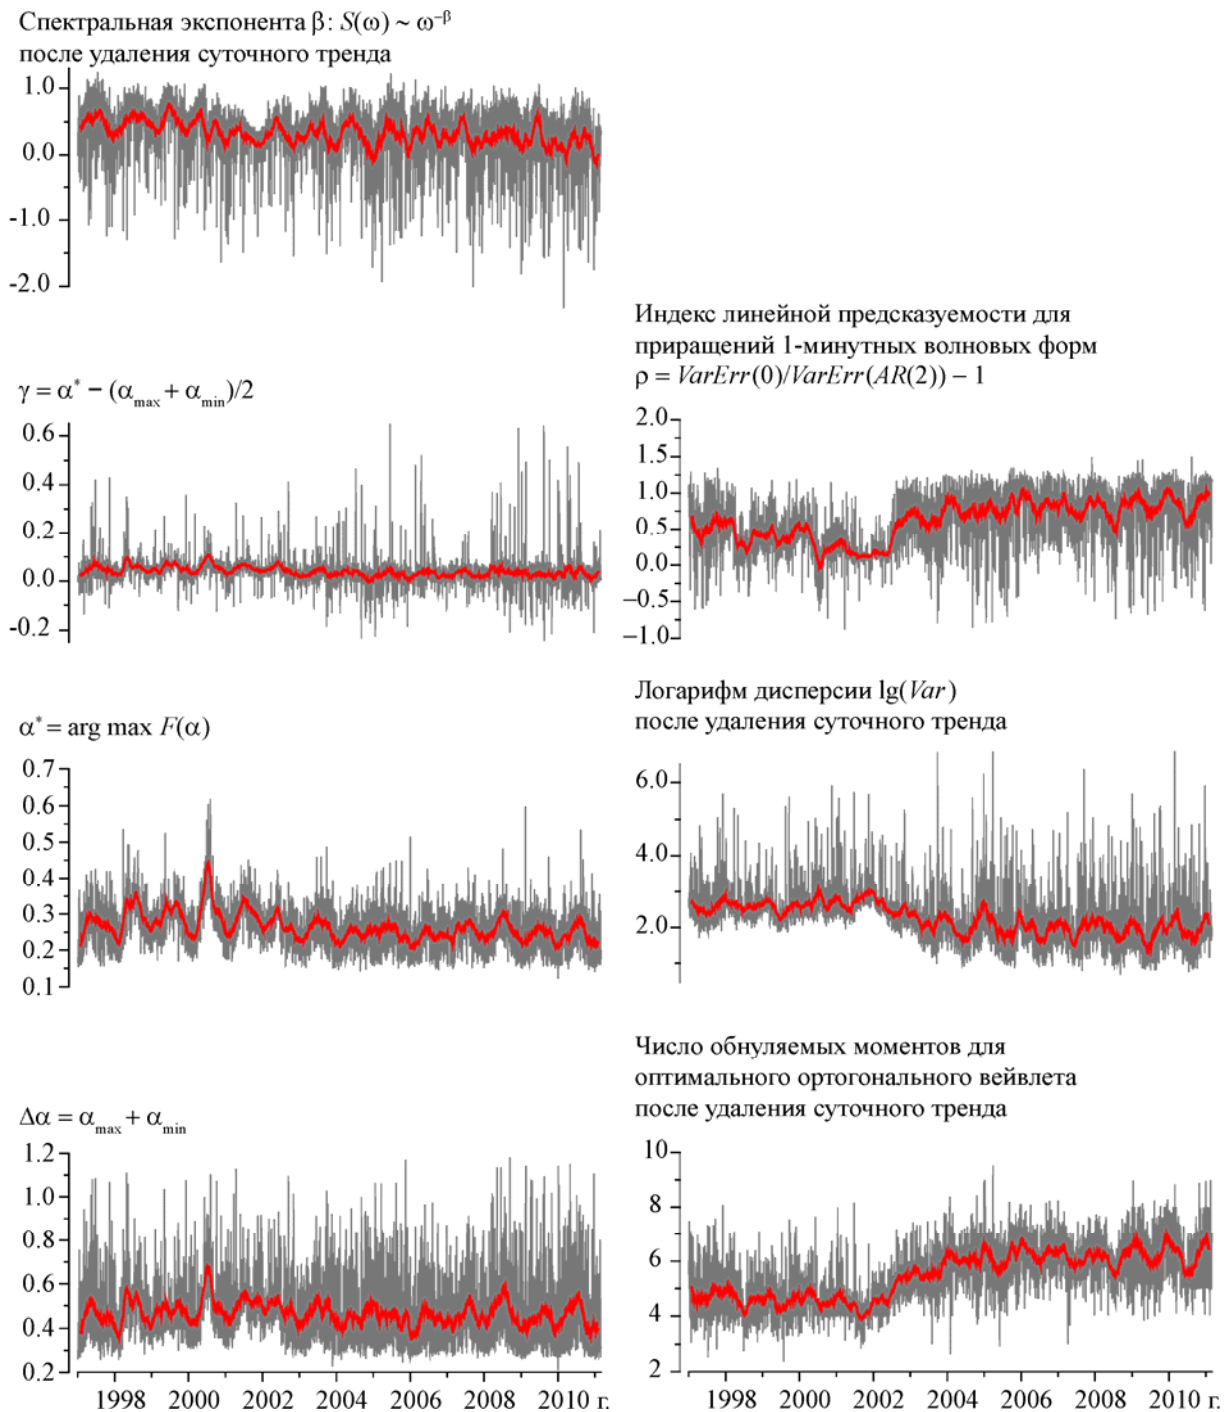 Спектральная экспонента β: S(ω) ~ ω⁻ᵝ
после удаления суточного тренда
1.0
0.0
-1.0
-2.0
γ = α* − (αmax + αmin)/2
0.6
0.4
0.2
0.0
-0.2
α* = arg max F(α)
0.7
0.6
0.5
0.4
0.3
0.2
0.1
Δα = αmax + αmin
1.2
1.0
0.8
0.6
0.4
0.2
1998 2000 2002 2004 2006 2008 2010 г.
Индекс линейной предсказуемости для
приращений 1-минутных волновых форм
ρ = VarErr(0)/VarErr(AR(2)) − 1
2.0
1.5
1.0
0.5
0.0
−0.5
−1.0
Логарифм дисперсии lg(Var)
после удаления суточного тренда
6.0
4.0
2.0
Число обнуляемых моментов для
оптимального ортогонального вейвлета
после удаления суточного тренда
10
8
6
4
2
1998 2000 2002 2004 2006 2008 2010 г.